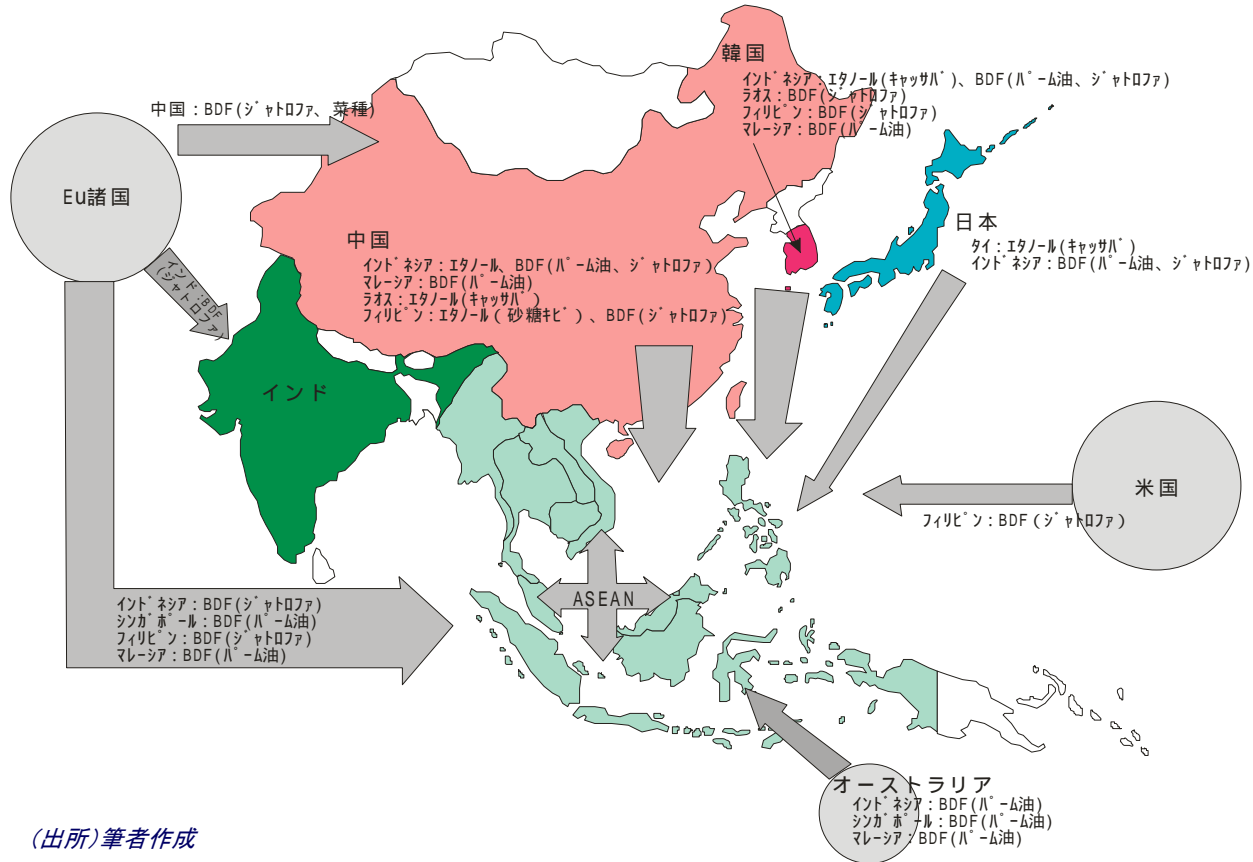 韓国
インドネシア：エタノール(キャッサバ)、BDF(パーム油、ジャトロファ)
ラオス：BDF(ジャトロファ)
フィリピン：BDF(ジャトロファ)
マレーシア：BDF(パーム油)
中国：BDF(ジャトロファ、菜種)
Eu諸国
日本
タイ：エタノール(キャッサバ)
インドネシア：BDF(パーム油、ジャトロファ)
中国
インドネシア：エタノール、BDF(パーム油、ジャトロファ)
マレーシア：BDF(パーム油)
ラオス：エタノール(キャッサバ)
フィリピン：エタノール(砂糖キビ)、BDF(ジャトロファ)
インド：BDF
(ジャトロファ)
インド
米国
フィリピン：BDF(ジャトロファ)
ASEAN
インドネシア：BDF(ジャトロファ)
シンガポール：BDF(パーム油)
フィリピン：BDF(ジャトロファ)
マレーシア：BDF(パーム油)
オーストラリア
インドネシア：BDF(パーム油)
シンガポール：BDF(パーム油)
マレーシア：BDF(パーム油)
(出所)筆者作成